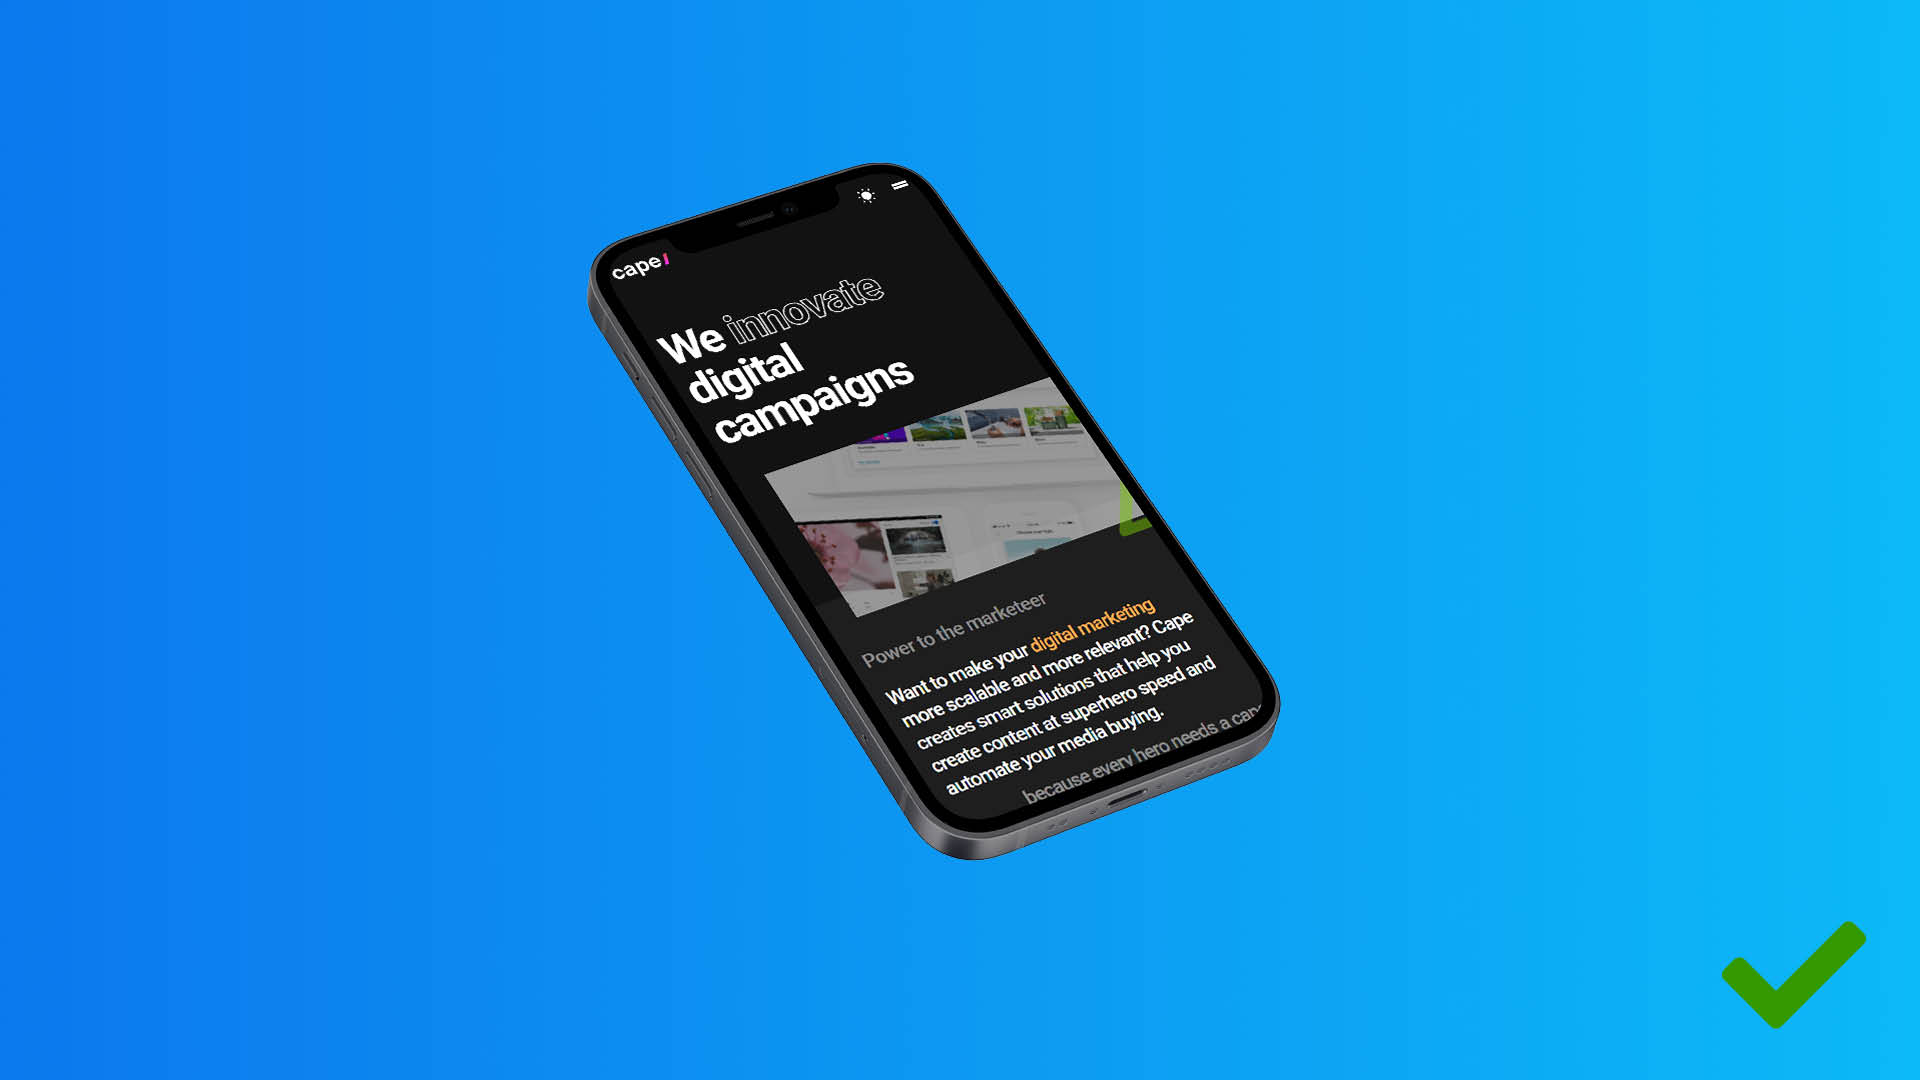 cape
We innovate
digital
campaigns
Power to the marketeer
Want to make your digital marketing
more scalable and more relevant? Cape
creates smart solutions that help you
create content at superhero speed and
automate your media buying.
because every hero needs a cape